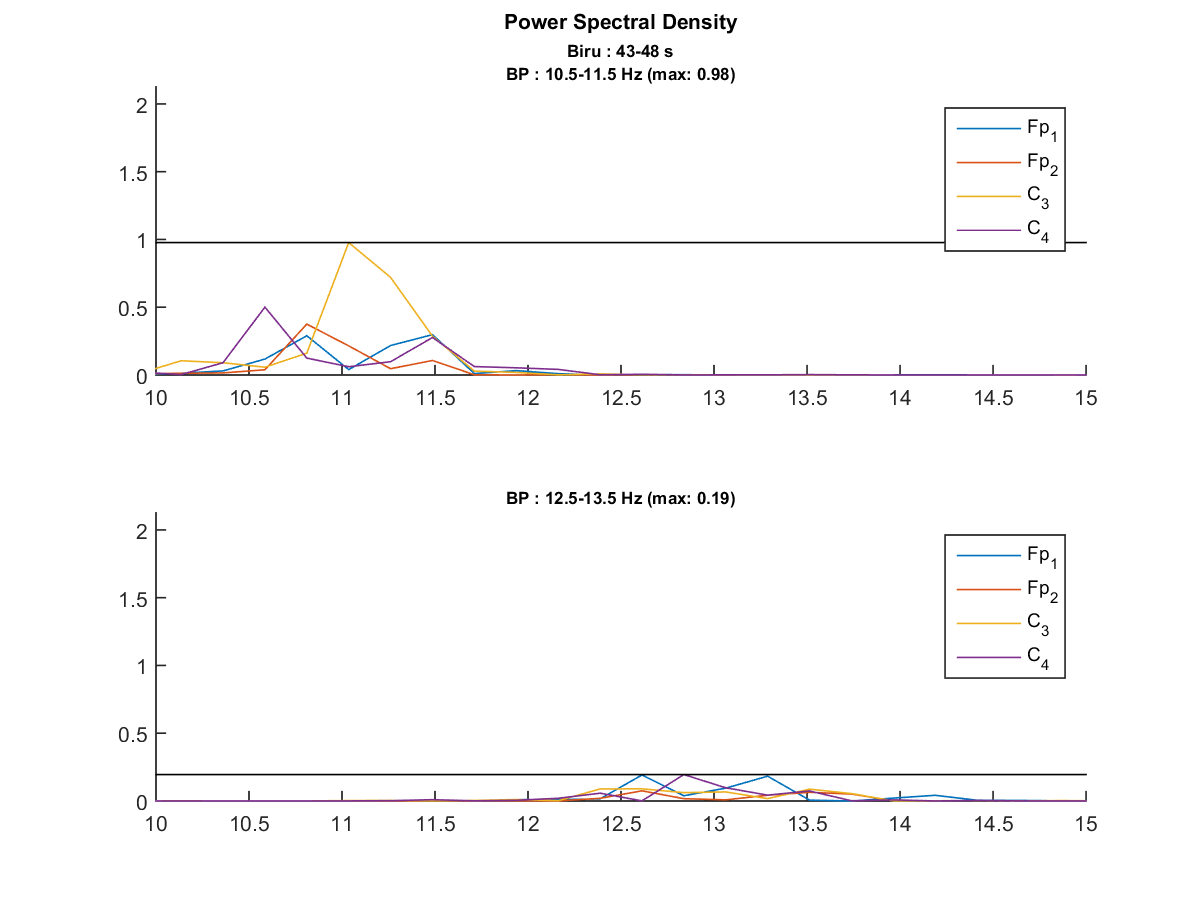 Power Spectral Density
Biru : 43-48 s
BP : 10.5-11.5 Hz (max: 0.98)
2
1.5
1
0.5
0
10 10.5 11 11.5 12 12.5 13 13.5 14 14.5 15
Fp1
Fp2
C3
C4
BP : 12.5-13.5 Hz (max: 0.19)
2
1.5
1
0.5
0
10 10.5 11 11.5 12 12.5 13 13.5 14 14.5 15
Fp1
Fp2
C3
C4